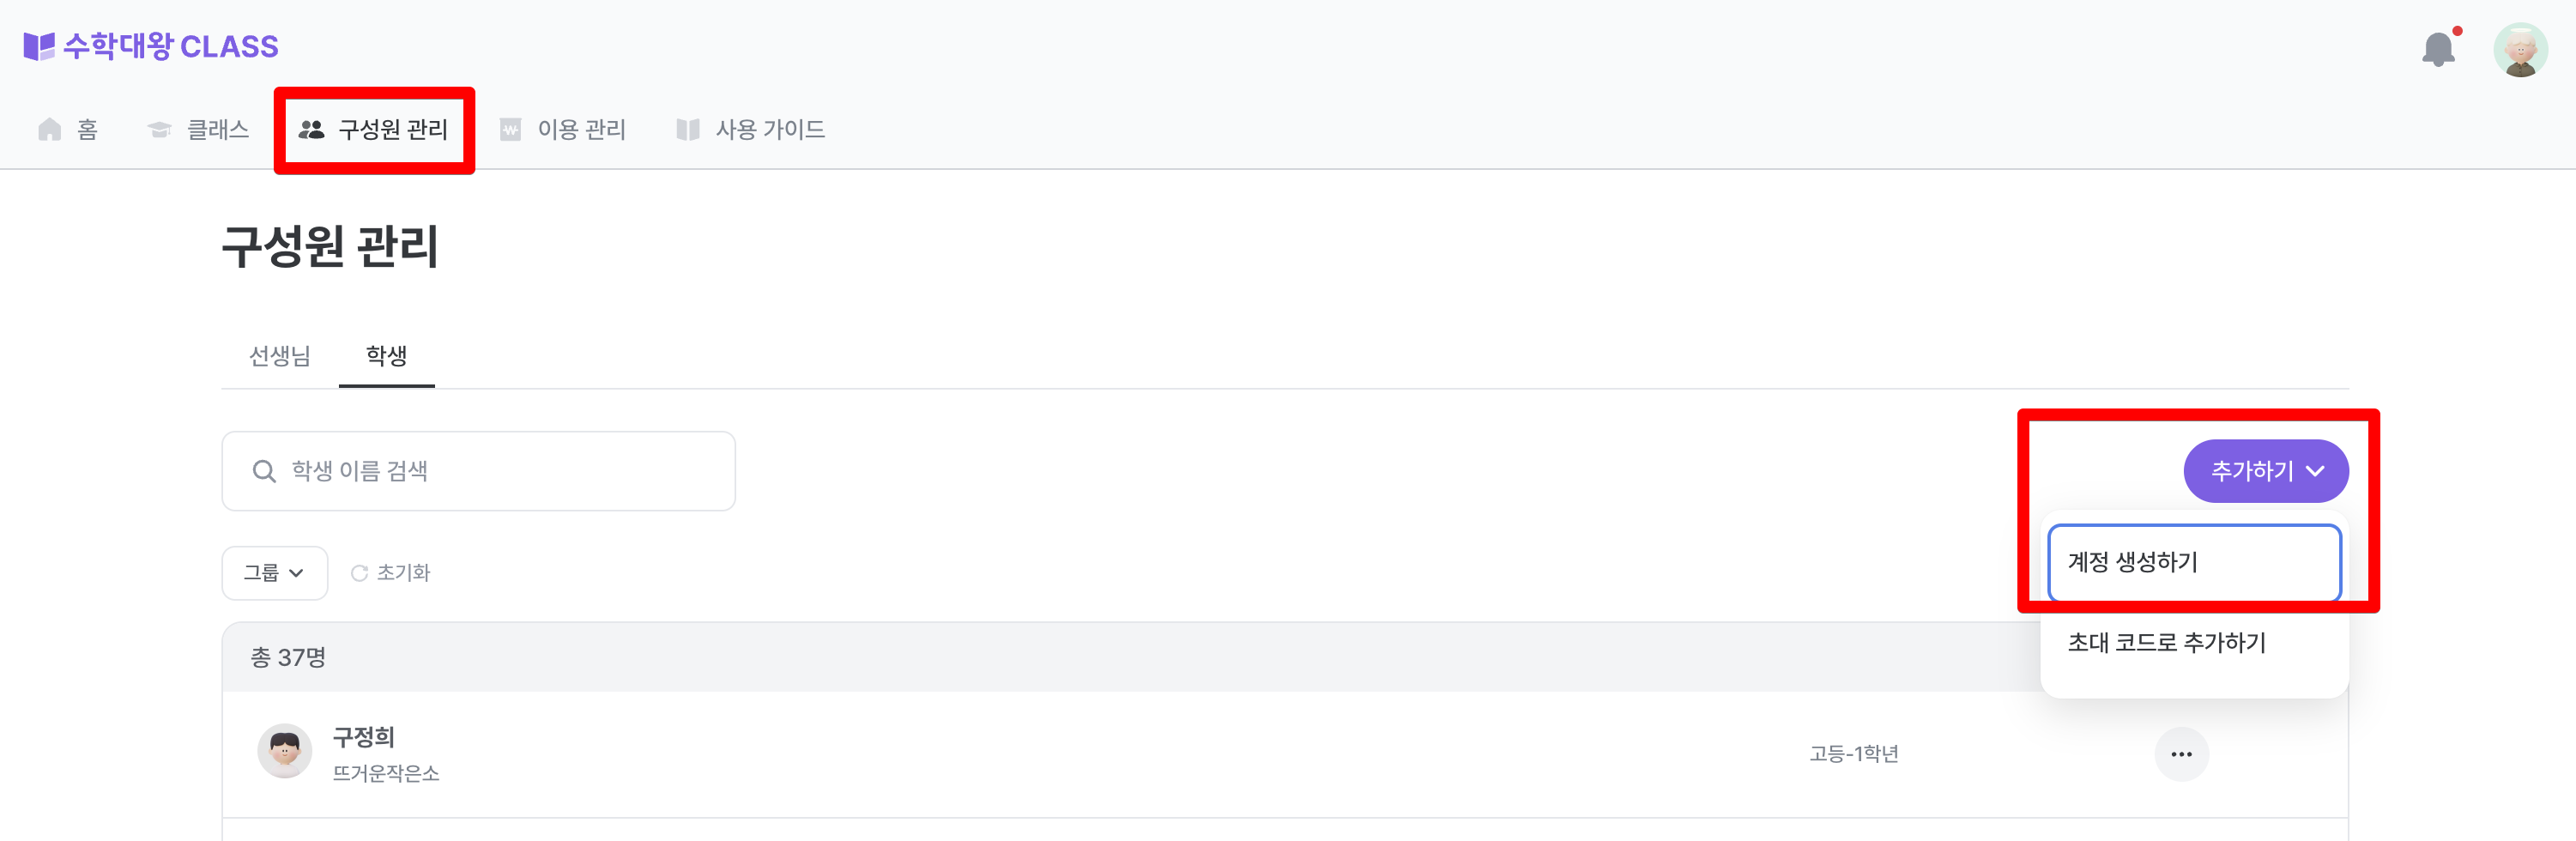 수학대왕 CLASS
홈 클래스 구성원 관리 이용 관리 사용 가이드
구성원 관리
선생님 학생
학생 이름 검색
추가하기
계정 생성하기
초대 코드로 추가하기
그룹 초기화
총 37명
구정희
뜨거운작은소
고등-1학년